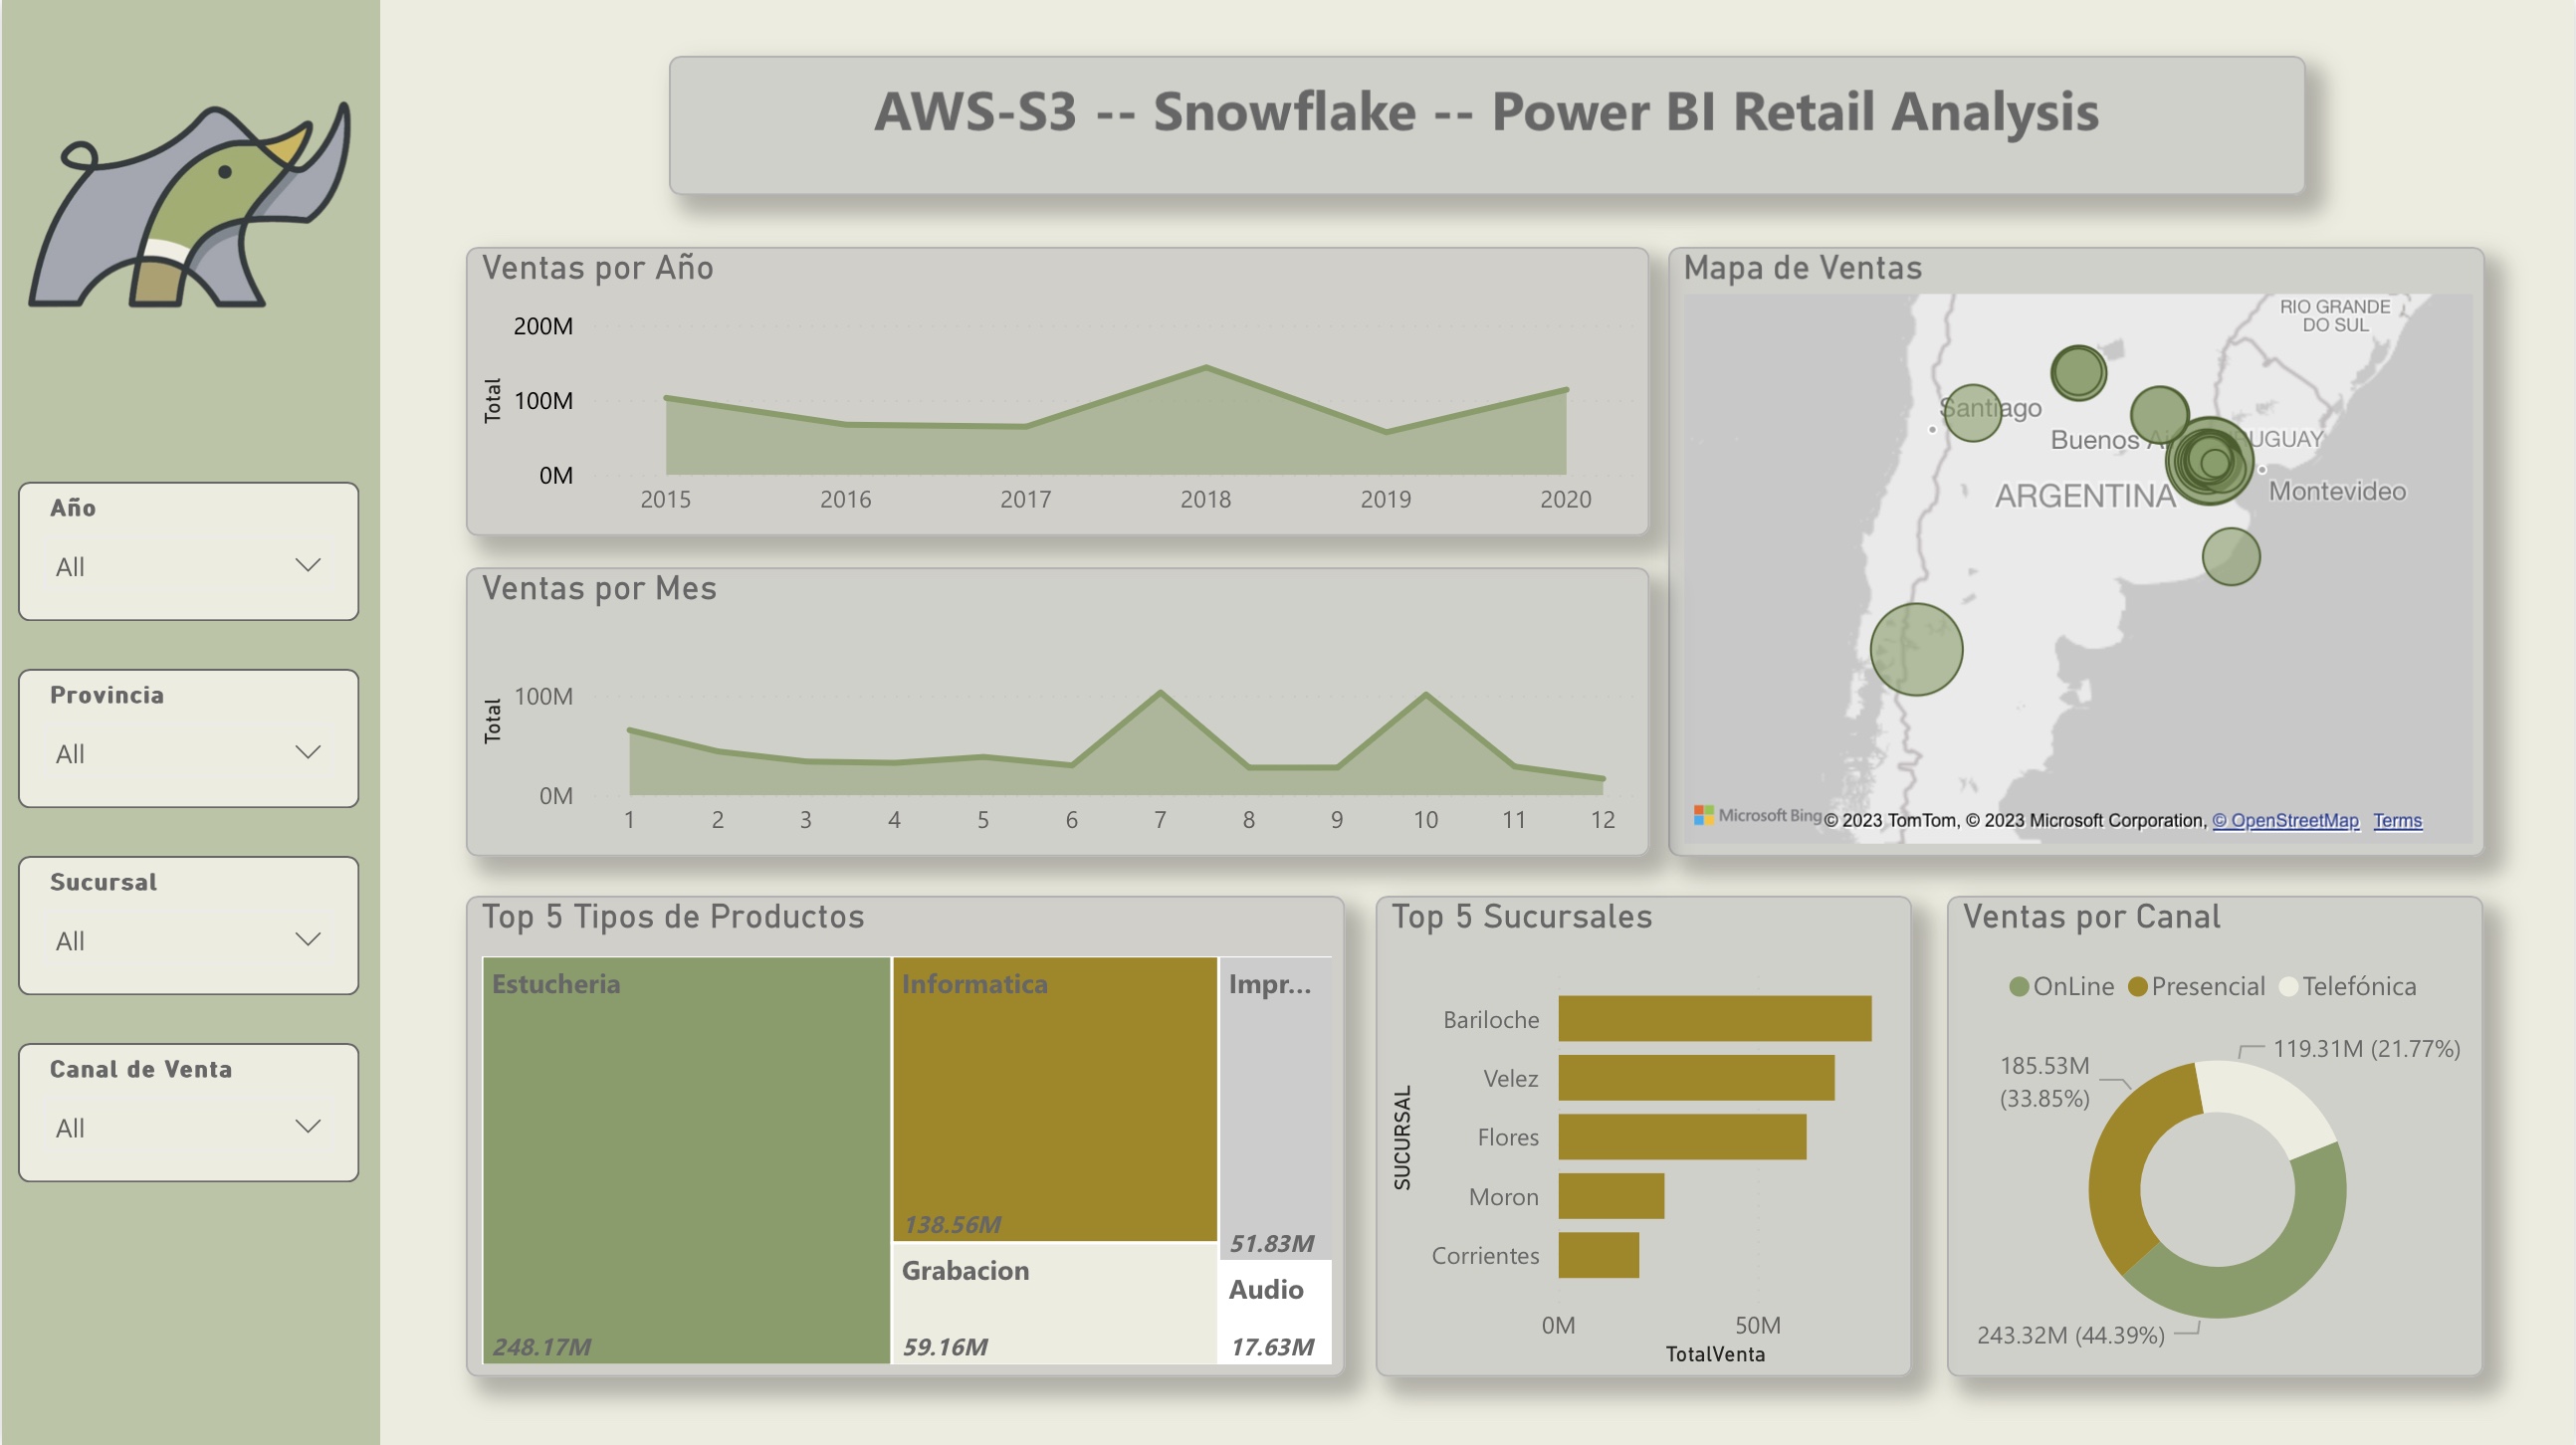 AWS-S3 -- Snowflake -- Power BI Retail Analysis
Año
All
Provincia
All
Sucursal
All
Canal de Venta
All
Ventas por Año
Total
200M
100M
0M
2015 2016 2017 2018 2019 2020
Ventas por Mes
Total
100M
0M
1 2 3 4 5 6 7 8 9 10 11 12
Mapa de Ventas
RIO GRANDE
DO SUL
Santiago
Buenos
UGUAY
ARGENTINA
Montevideo
Microsoft Bing © 2023 TomTom, © 2023 Microsoft Corporation, © OpenStreetMap Terms
Top 5 Tipos de Productos
Estucheria
248.17M
Informatica
138.56M
Grabacion
59.16M
Impr...
51.83M
Audio
17.63M
Top 5 Sucursales
SUCURSAL
Bariloche
Velez
Flores
Moron
Corrientes
0M 50M
TotalVenta
Ventas por Canal
OnLine Presencial Telefónica
119.31M (21.77%)
185.53M
(33.85%)
243.32M (44.39%)